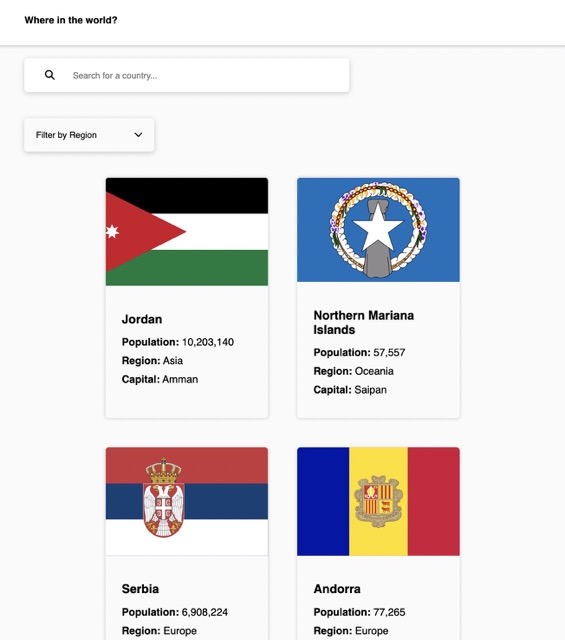 Where in the world?
Search for a country...
Filter by Region
Jordan
Population: 10,203,140
Region: Asia
Capital: Amman
Northern Mariana
Islands
Population: 57,557
Region: Oceania
Capital: Saipan
Serbia
Population: 6,908,224
Region: Europe
Andorra
Population: 77,265
Region: Europe